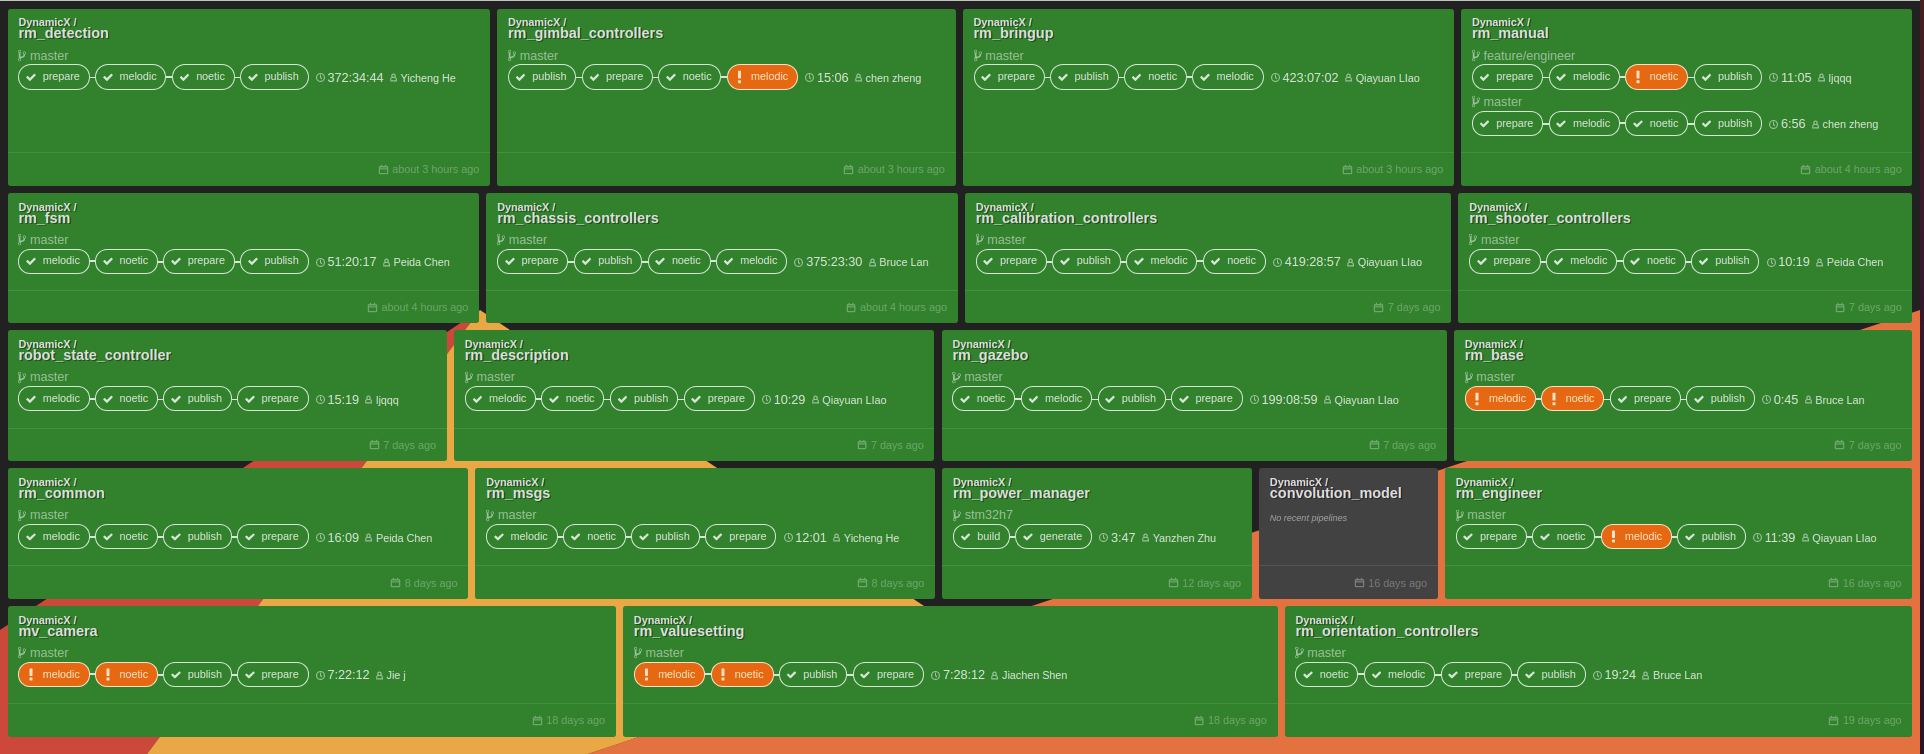 DynamicX /
rm_detection
master
prepare melodic noetic publish 372:34:44 Yicheng He
about 3 hours ago
DynamicX /
rm_gimbal_controllers
master
publish prepare noetic ! melodic 15:06 chen zheng
about 3 hours ago
DynamicX /
rm_bringup
master
prepare publish noetic melodic 423:07:02 Qiayuan LIao
about 3 hours ago
DynamicX /
rm_manual
feature/engineer
prepare melodic ! noetic publish 11:05 ljqqq
master
prepare melodic noetic publish 6:56 chen zheng
about 4 hours ago
DynamicX /
rm_fsm
master
melodic noetic prepare publish 51:20:17 Peida Chen
about 4 hours ago
DynamicX /
rm_chassis_controllers
master
prepare publish noetic melodic 375:23:30 Bruce Lan
about 4 hours ago
DynamicX /
rm_calibration_controllers
master
prepare publish melodic noetic 419:28:57 Qiayuan LIao
7 days ago
DynamicX /
rm_shooter_controllers
master
prepare melodic noetic publish 10:19 Peida Chen
7 days ago
DynamicX /
robot_state_controller
master
melodic noetic publish prepare 15:19 ljqqq
7 days ago
DynamicX /
rm_description
master
melodic noetic publish prepare 10:29 Qiayuan LIao
7 days ago
DynamicX /
rm_gazebo
master
noetic melodic publish prepare 199:08:59 Qiayuan LIao
7 days ago
DynamicX /
rm_base
master
! melodic ! noetic prepare publish 0:45 Bruce Lan
7 days ago
DynamicX /
rm_common
master
melodic noetic publish prepare 16:09 Peida Chen
8 days ago
DynamicX /
rm_msgs
master
melodic noetic publish prepare 12:01 Yicheng He
8 days ago
DynamicX /
rm_power_manager
stm32h7
build generate 3:47 Yanzhen Zhu
12 days ago
DynamicX /
convolution_model
No recent pipelines
16 days ago
DynamicX /
rm_engineer
master
prepare noetic ! melodic publish 11:39 Qiayuan LIao
16 days ago
DynamicX /
mv_camera
master
! melodic ! noetic publish prepare 7:22:12 Jie j
18 days ago
DynamicX /
rm_valuesetting
master
! melodic ! noetic publish prepare 7:28:12 Jiachen Shen
18 days ago
DynamicX /
rm_orientation_controllers
master
noetic melodic prepare publish 19:24 Bruce Lan
19 days ago